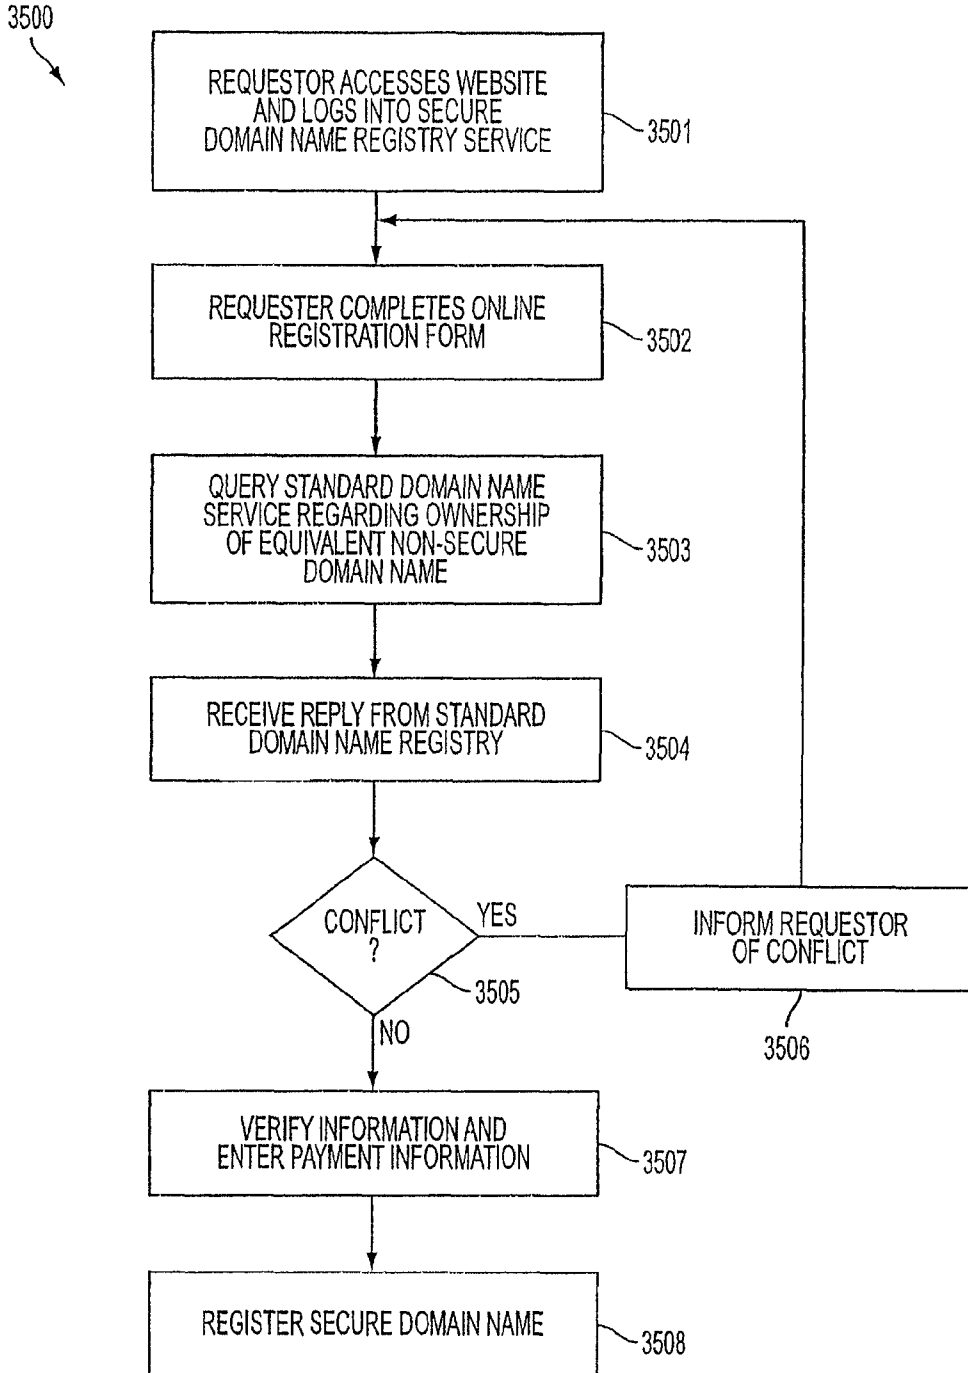 3500
REQUESTOR ACCESSES WEBSITE
AND LOGS INTO SECURE
DOMAIN NAME REGISTRY SERVICE
3501
REQUESTER COMPLETES ONLINE
REGISTRATION FORM
3502
QUERY STANDARD DOMAIN NAME
SERVICE REGARDING OWNERSHIP
OF EQUIVALENT NON-SECURE
DOMAIN NAME
3503
RECEIVE REPLY FROM STANDARD
DOMAIN NAME REGISTRY
3504
CONFLICT
?
YES
3505
NO
INFORM REQUESTOR
OF CONFLICT
3506
VERIFY INFORMATION AND
ENTER PAYMENT INFORMATION
3507
REGISTER SECURE DOMAIN NAME
3508